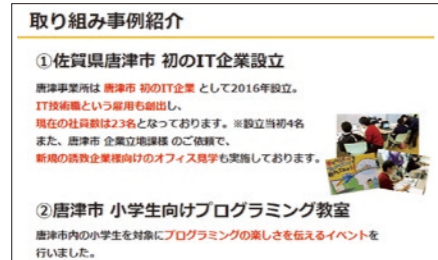 取り組み事例紹介
①佐賀県唐津市 初のIT企業設立
唐津事業所は 唐津市 初のIT企業 として2016年設立。
IT技術職という雇用も創出し、
現在の社員数は23名となっております。※設立当初4名
また、唐津市 企業立地課様 のご依頼で、
新規の誘致企業様向けのオフィス見学も実施しております。
②唐津市 小学生向けプログラミング教室
唐津市内の小学生を対象にプログラミングの楽しさを伝えるイベントを
行いました。